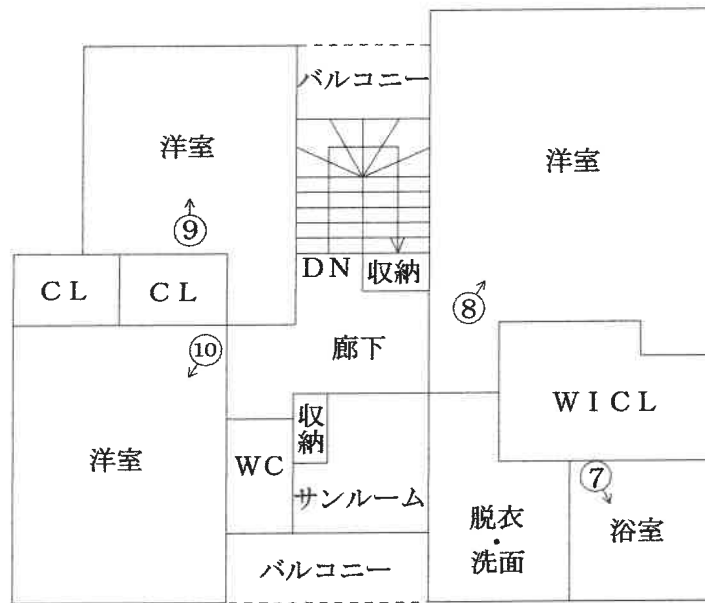 バルコニー
洋室
洋室
⑨
DN
収納
CL
CL
⑧
⑩
廊下
WICL
収納
洋室
WC
⑦
サンルーム
脱衣
・
洗面
浴室
バルコニー